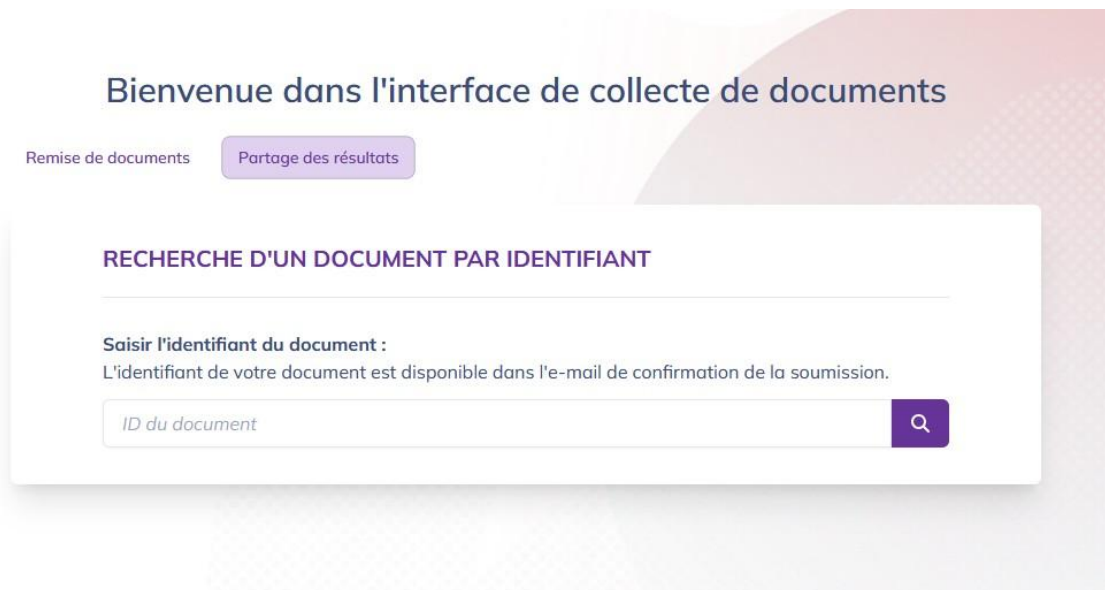 Bienvenue dans l'interface de collecte de documents
Remise de documents
Partage des résultats
RECHERCHE D'UN DOCUMENT PAR IDENTIFIANT
Saisir l'identifiant du document :
L'identifiant de votre document est disponible dans l'e-mail de confirmation de la soumission.
ID du document